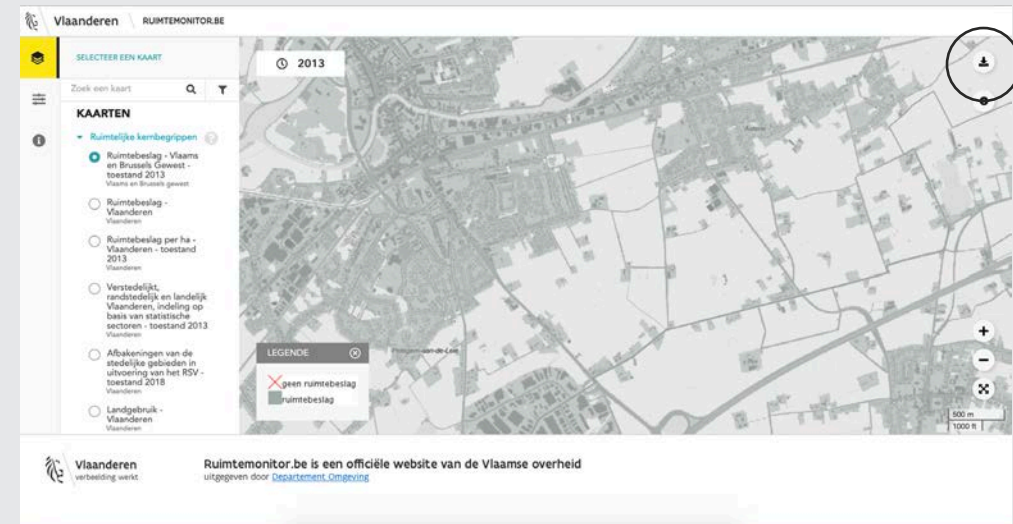 Vlaanderen
RUIMTEMONITOR.BE
SELECTEER EEN KAART
Zoek een kaart
KAARTEN
Ruimtelijke kernbegrippen ?
Ruimtebeslag - Vlaams
en Brussels Gewest -
toestand 2013
Vlaams en Brussels gewest
Ruimtebeslag -
Vlaanderen
Vlaanderen
Ruimtebeslag per ha -
Vlaanderen - toestand
2013
Vlaanderen
Verstedelijkt,
randstedelijk en landelijk
Vlaanderen, indeling op
basis van statistische
sectoren - toestand 2013
Vlaanderen
Afbakeningen van de
stedelijke gebieden in
uitvoering van het RSV -
toestand 2018
Vlaanderen
Landgebruik -
Vlaanderen
Vlaanderen
2013
LEGENDE
geen ruimtebeslag
ruimtebeslag
500 m
1000 ft
Vlaanderen
verbeelding werkt
Ruimtemonitor.be is een officiële website van de Vlaamse overheid
uitgegeven door Departement Omgeving